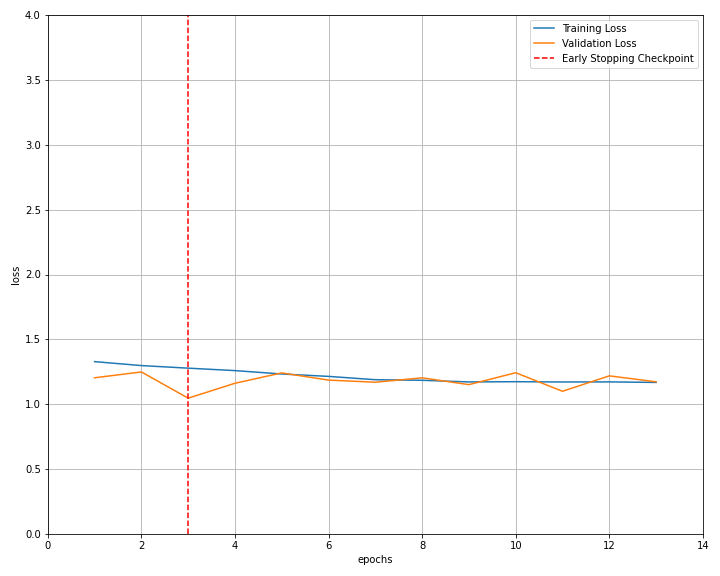 4.0
3.5
3.0
2.5
2.0
1.5
1.0
0.5
0.0
loss
0 2 4 6 8 10 12 14
epochs
Training Loss
Validation Loss
Early Stopping Checkpoint